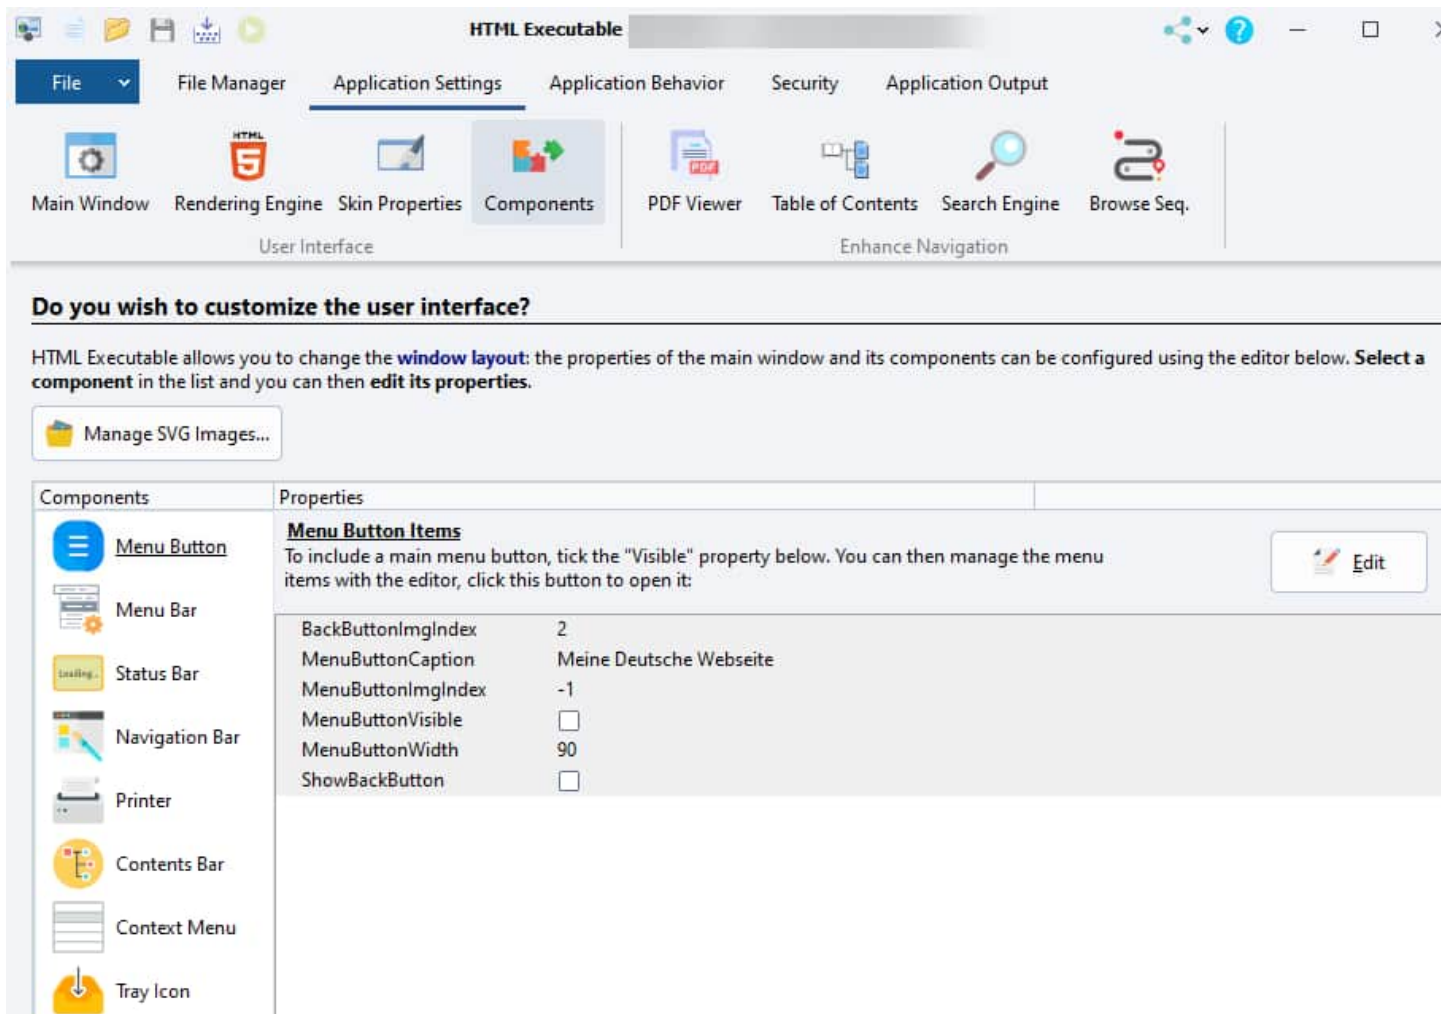 HTML Executable
File
File Manager
Application Settings
Application Behavior
Security
Application Output
HTML
5
Main Window
Rendering Engine
Skin Properties
Components
PDF
PDF Viewer
Table of Contents
Search Engine
Browse Seq.
User Interface
Enhance Navigation
Do you wish to customize the user interface?
HTML Executable allows you to change the window layout: the properties of the main window and its components can be configured using the editor below. Select a
component in the list and you can then edit its properties.
Manage SVG Images...
Components
Properties
Menu Button
Menu Bar
Loading..
Status Bar
Navigation Bar
Printer
Contents Bar
Context Menu
Tray Icon
Menu Button Items
To include a main menu button, tick the "Visible" property below. You can then manage the menu
items with the editor, click this button to open it:
Edit
BackButtonImgIndex 2
MenuButtonCaption Meine Deutsche Webseite
MenuButtonImgIndex -1
MenuButtonVisible
MenuButtonWidth 90
ShowBackButton